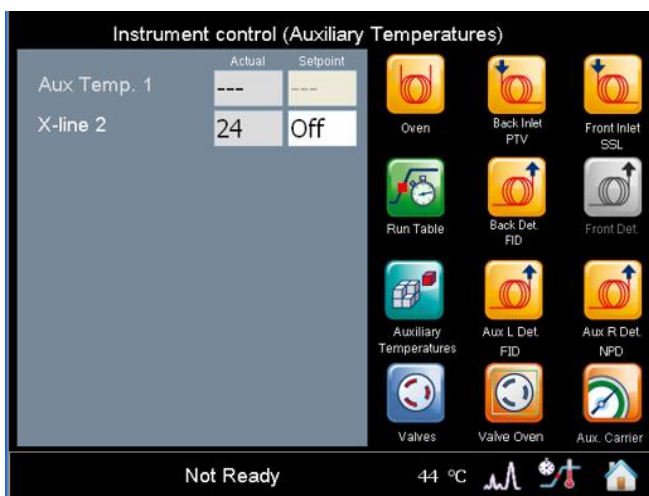 Instrument control (Auxiliary Temperatures)
Actual Setpoint
Aux Temp. 1 --- ---
X-line 2 24 Off
Oven
Back Inlet
PTV
Front Inlet
SSL
Run Table
Back Det.
FID
Front Det.
Auxiliary
Temperatures
Aux L Det.
FID
Aux R Det.
NPD
Valves
Valve Oven
Aux. Carrier
Not Ready
44 °C